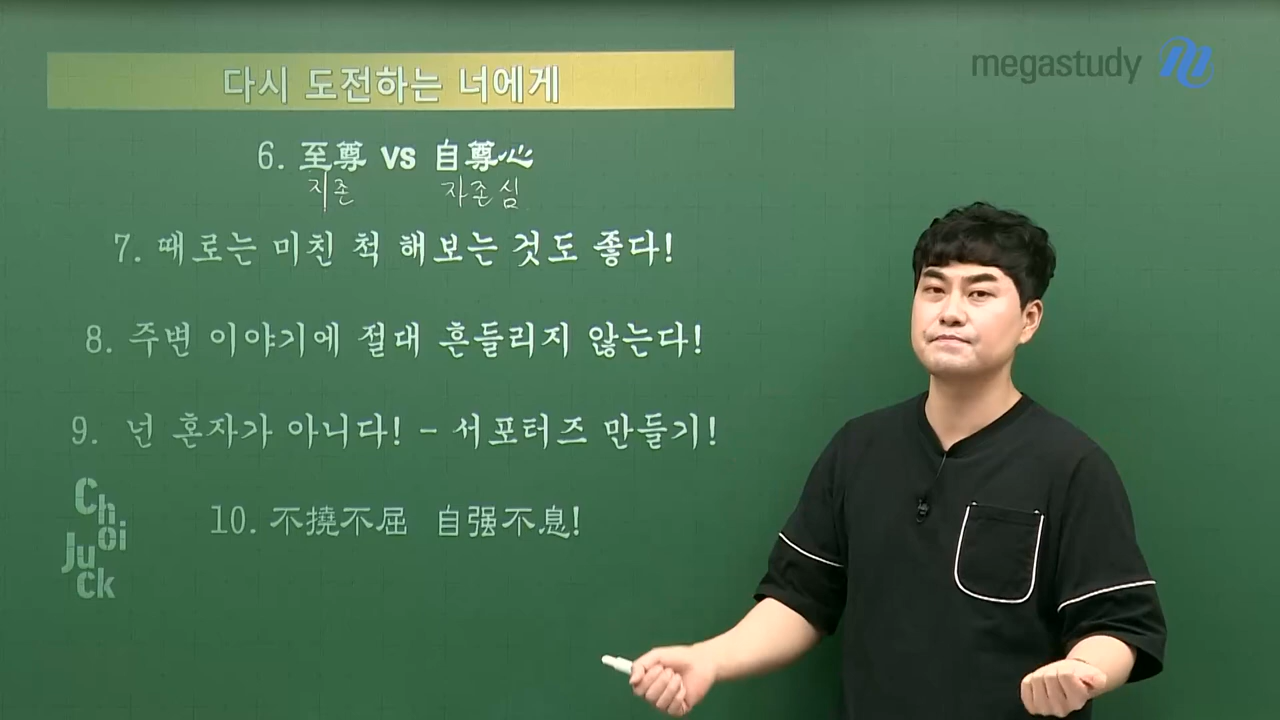 megastudy
다시 도전하는 너에게
6. 至尊 vs 自尊心
지존 자존심
7. 때로는 미친 척 해보는 것도 좋다!
8. 주변 이야기에 절대 흔들리지 않는다!
9. 넌 혼자가 아니다! - 서포터즈 만들기!
10. 不撓不屈 自强不息!
Choi
Juck